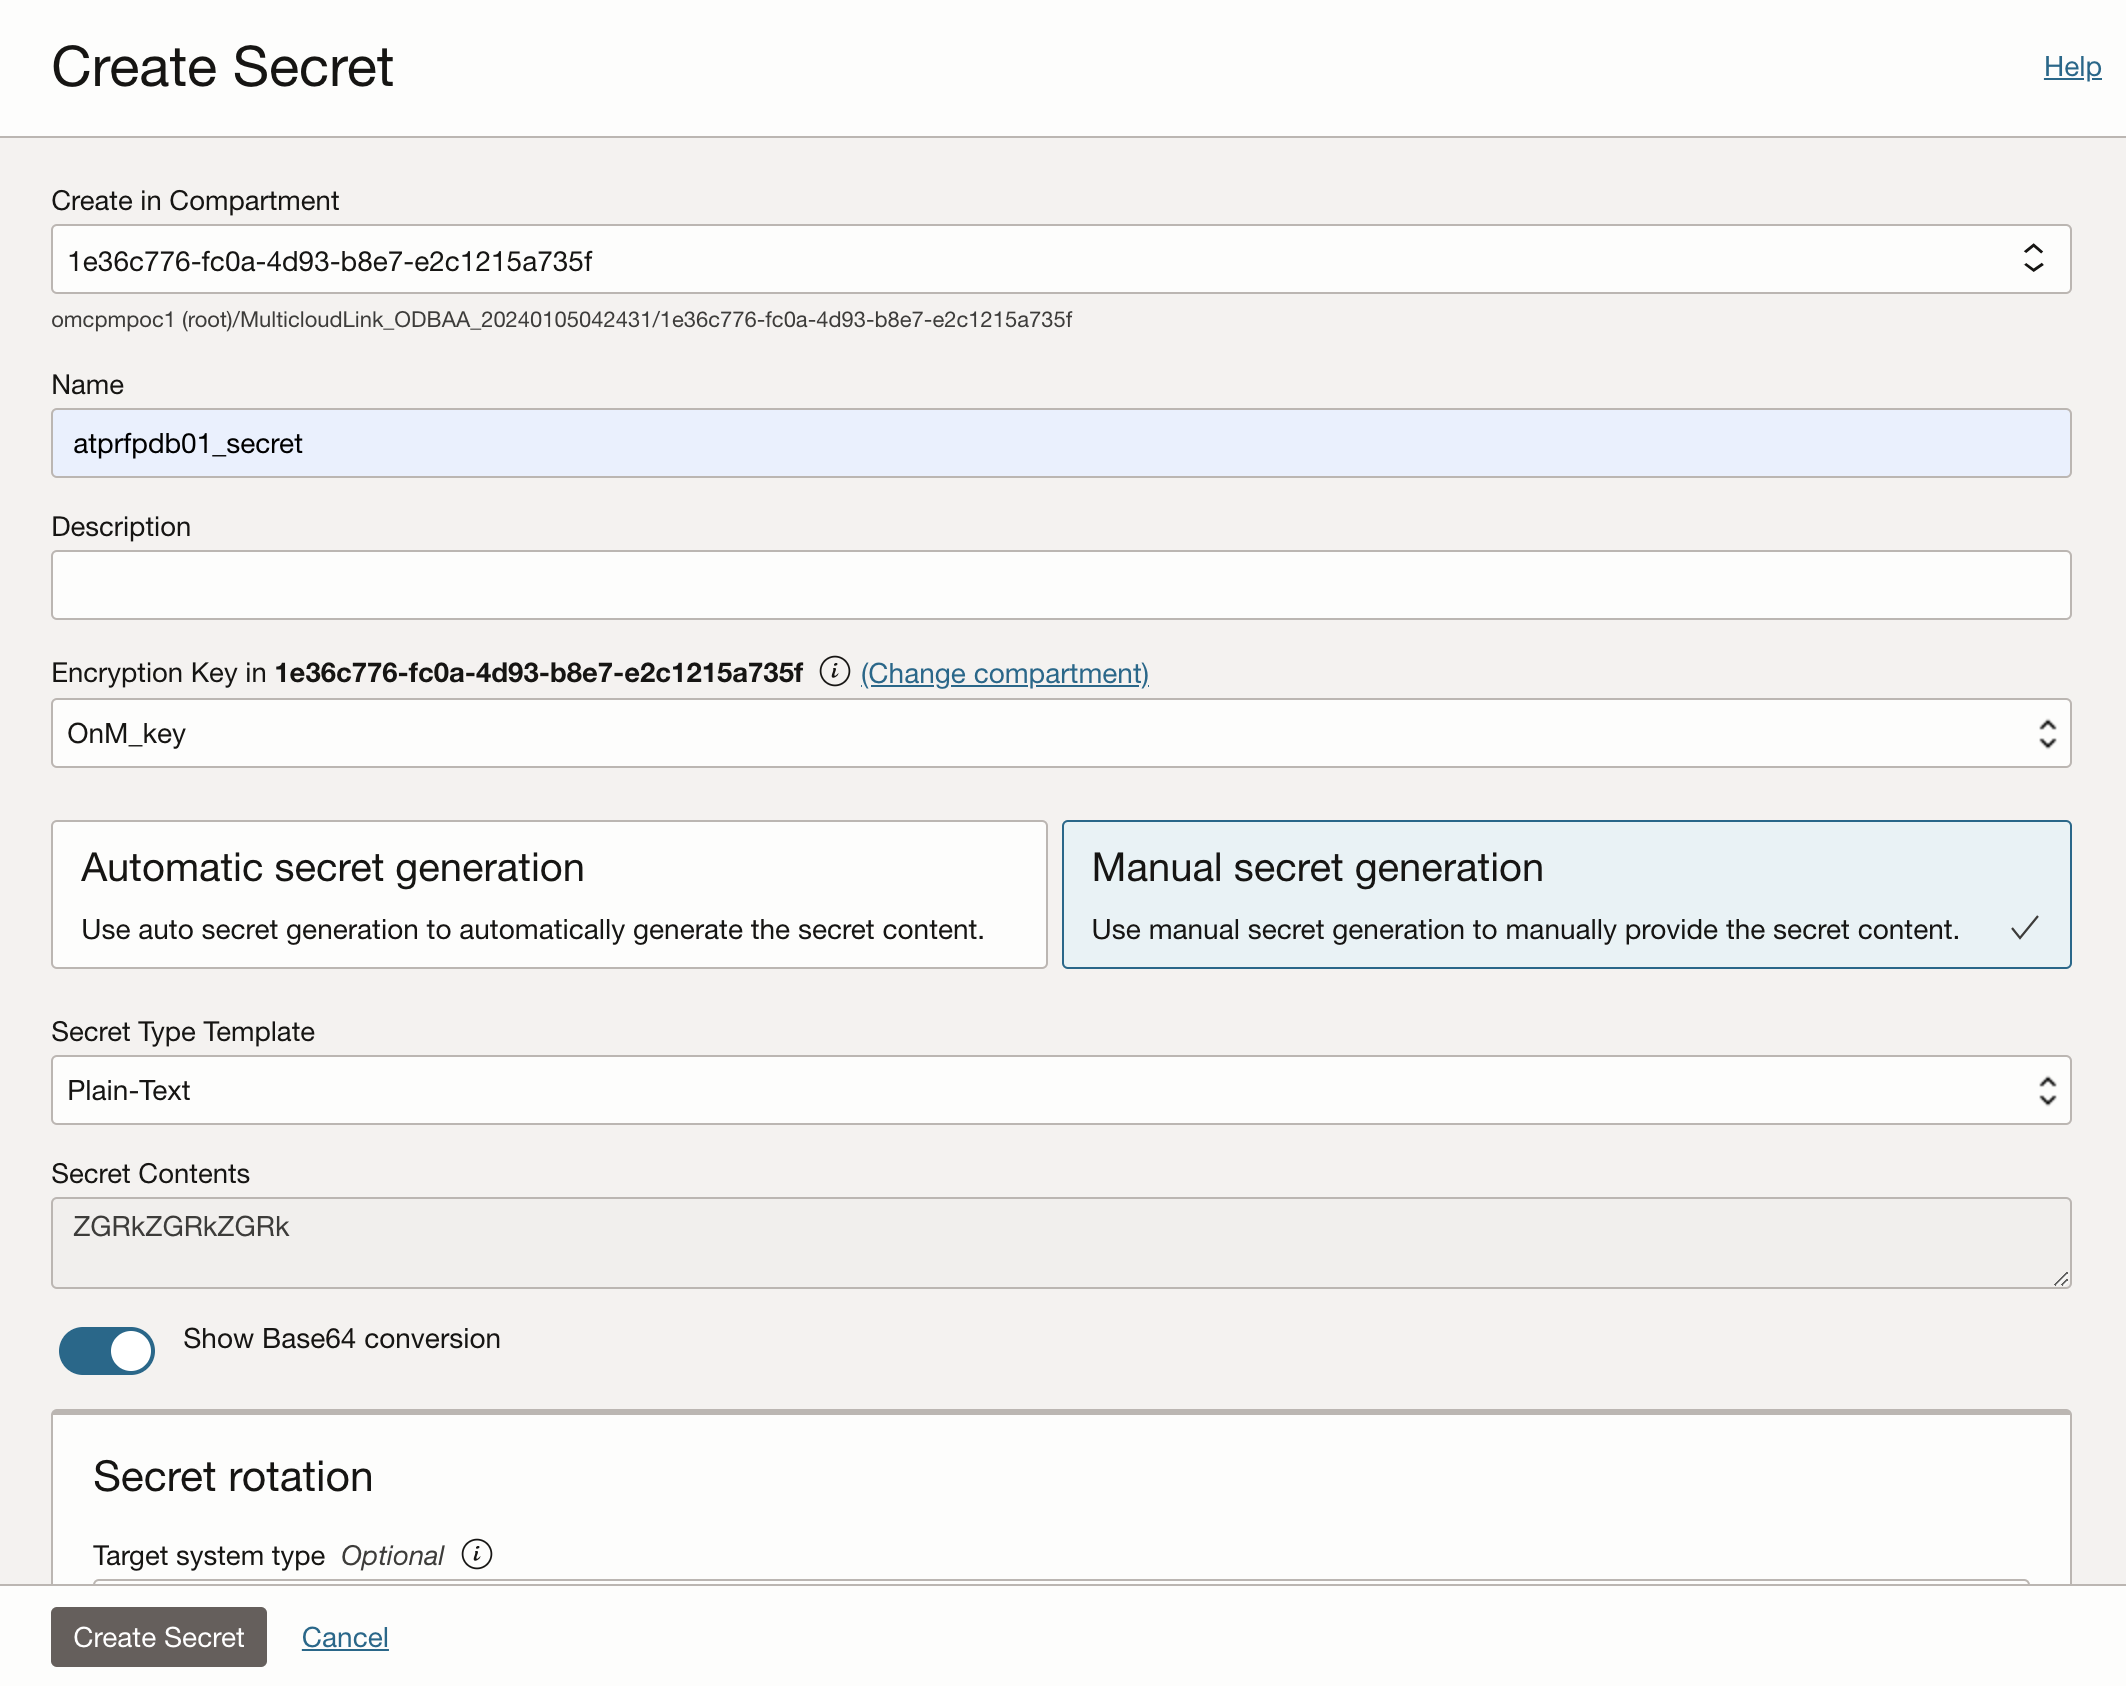 Create Secret
Help
Create in Compartment
1e36c776-fc0a-4d93-b8e7-e2c1215a735f
omcpmpoc1 (root)/MulticloudLink_ODBAA_20240105042431/1e36c776-fc0a-4d93-b8e7-e2c1215a735f
Name
atprfpdb01_secret
Description
Encryption Key in 1e36c776-fc0a-4d93-b8e7-e2c1215a735f (Change compartment)
OnM_key
Automatic secret generation
Use auto secret generation to automatically generate the secret content.
Manual secret generation
Use manual secret generation to manually provide the secret content.
Secret Type Template
Plain-Text
Secret Contents
ZGRkZGRkZGRk
Show Base64 conversion
Secret rotation
Target system type Optional
Create Secret
Cancel